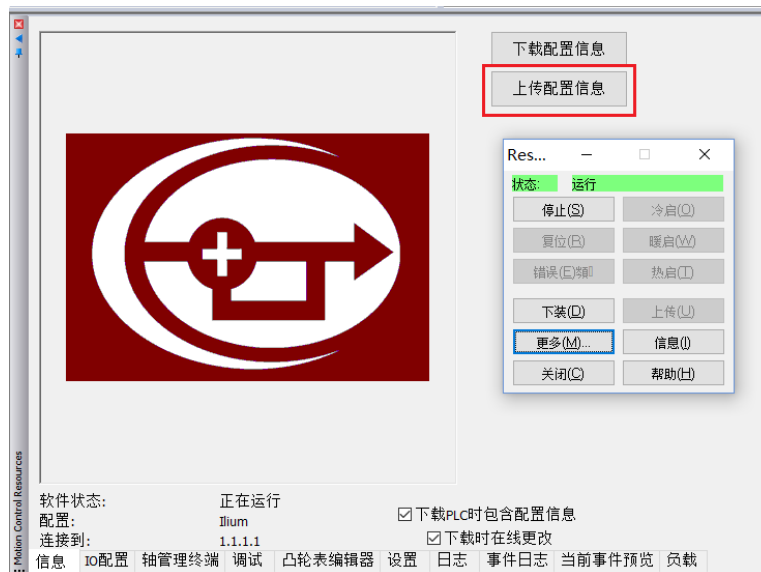 下载配置信息
上传配置信息
Res...
状态: 运行
停止(S) 冷启(O)
复位(R) 暖启(W)
错误(E) 热启(T)
下装(D) 上传(U)
更多(M)... 信息(I)
关闭(C) 帮助(H)
Motion Control Resources
软件状态: 正在运行
配置: Ilium
连接到: 1.1.1.1
下载PLC时包含配置信息
下载时在线更改
信息 IO配置 轴管理终端 调试 凸轮表编辑器 设置 日志 事件日志 当前事件预览 负载